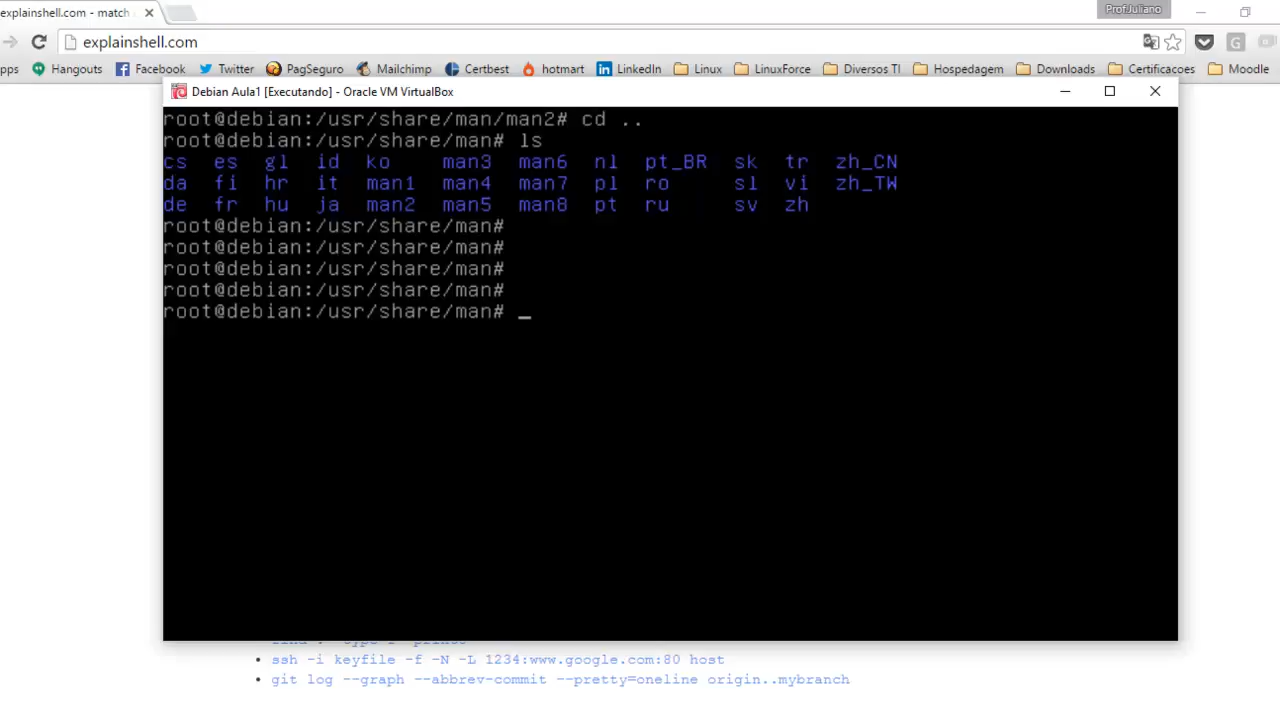 explainshell.com - match
ProfJuliano
explainshell.com
pps Hangouts Facebook Twitter PagSeguro Mailchimp Certbest hotmart LinkedIn Linux LinuxForce Diversos TI Hospedagem Downloads Certificacoes Moodle
Debian Aula1 [Executando] - Oracle VM VirtualBox
root@debian:/usr/share/man/man2# cd ..
root@debian:/usr/share/man# ls
cs es gl id ko man3 man6 nl pt_BR sk tr zh_CN
da fi hr it man1 man4 man7 pl ro sl vi zh_TW
de fr hu ja man2 man5 man8 pt ru sv zh
root@debian:/usr/share/man#
root@debian:/usr/share/man#
root@debian:/usr/share/man#
root@debian:/usr/share/man#
root@debian:/usr/share/man# _
• ssh -i keyfile -f -N -L 1234:www.google.com:80 host
• git log --graph --abbrev-commit --pretty=oneline origin..mybranch